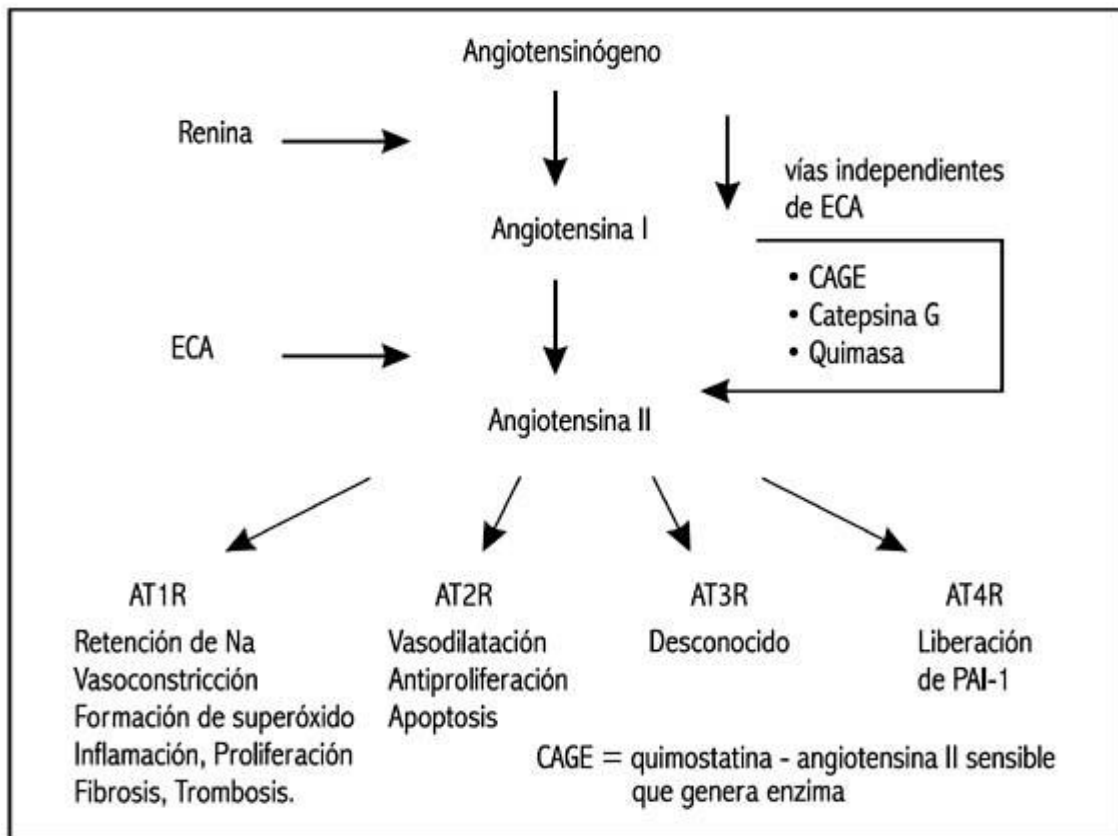 Angiotensinógeno
Renina
vías independientes
de ECA
Angiotensina I
• CAGE
• Catepsina G
• Quimasa
ECA
Angiotensina II
AT1R
Retención de Na
Vasoconstricción
Formación de superóxido
Inflamación, Proliferación
Fibrosis, Trombosis.
AT2R
Vasodilatación
Antiproliferación
Apoptosis
AT3R
Desconocido
AT4R
Liberación
de PAI-1
CAGE = quimostatina - angiotensina II sensible
que genera enzima